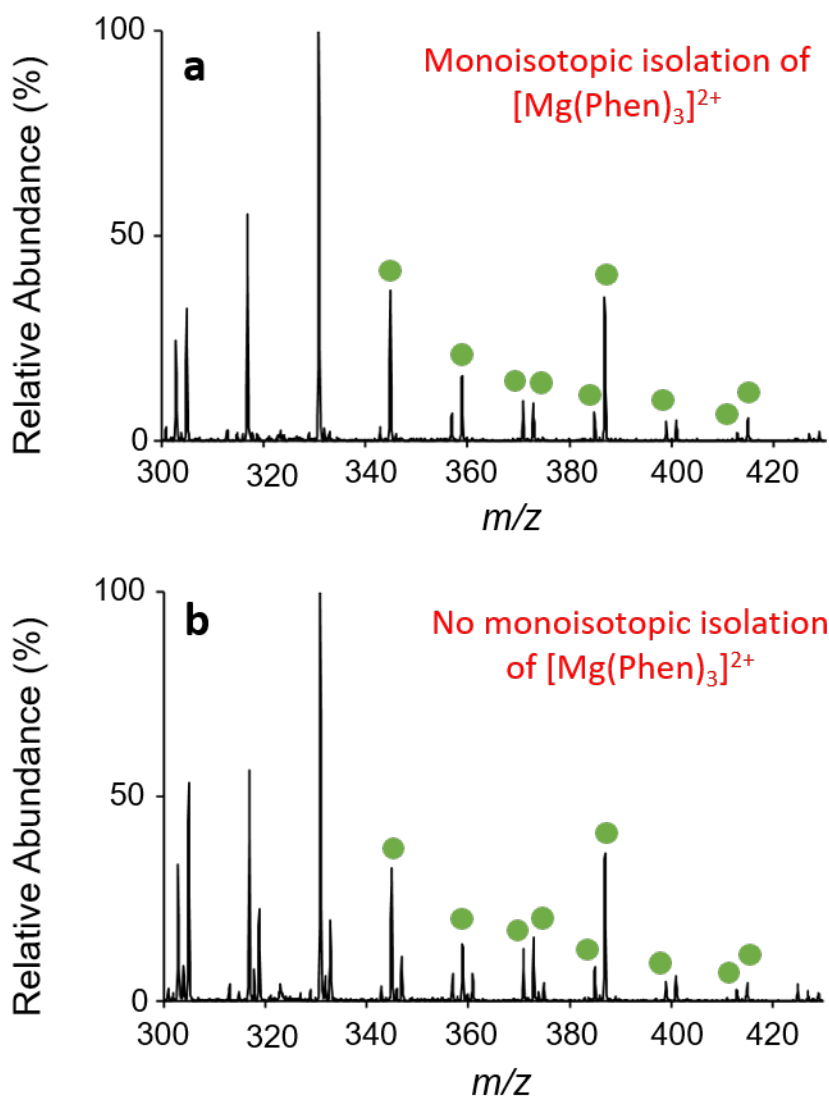 100
a
Monoisotopic isolation of
[Mg(Phen)₃]²⁺
Relative Abundance (%)
50
0
300 320 340 360 380 400 420
m/z
100
b
No monoisotopic isolation
of [Mg(Phen)₃]²⁺
Relative Abundance (%)
50
0
300 320 340 360 380 400 420
m/z